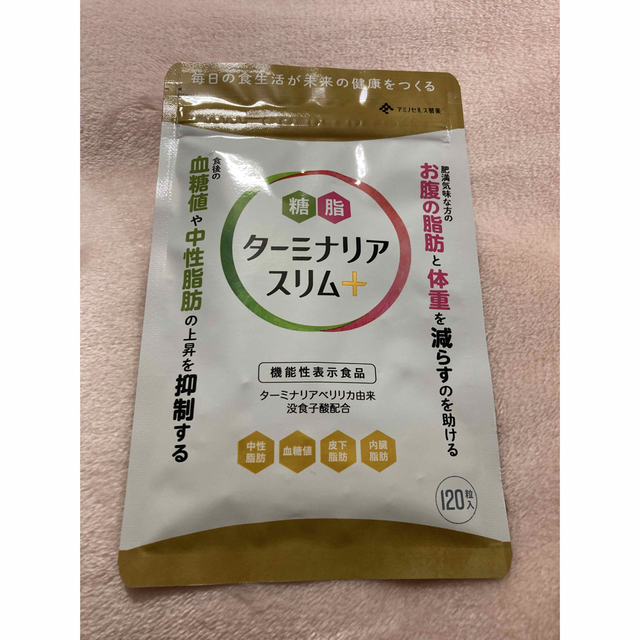 毎日の食生活が未来の健康をつくる
アミノセルズ製薬
肥満気味な方の
お腹の脂肪と体重を減らすのを助ける
食後の
血糖値や中性脂肪の上昇を抑制する
糖 脂
ターミナリア
スリム+
機能性表示食品
ターミナリアベリリカ由来
没食子酸配合
中性
脂肪
血糖値
皮下
脂肪
内臓
脂肪
120粒入